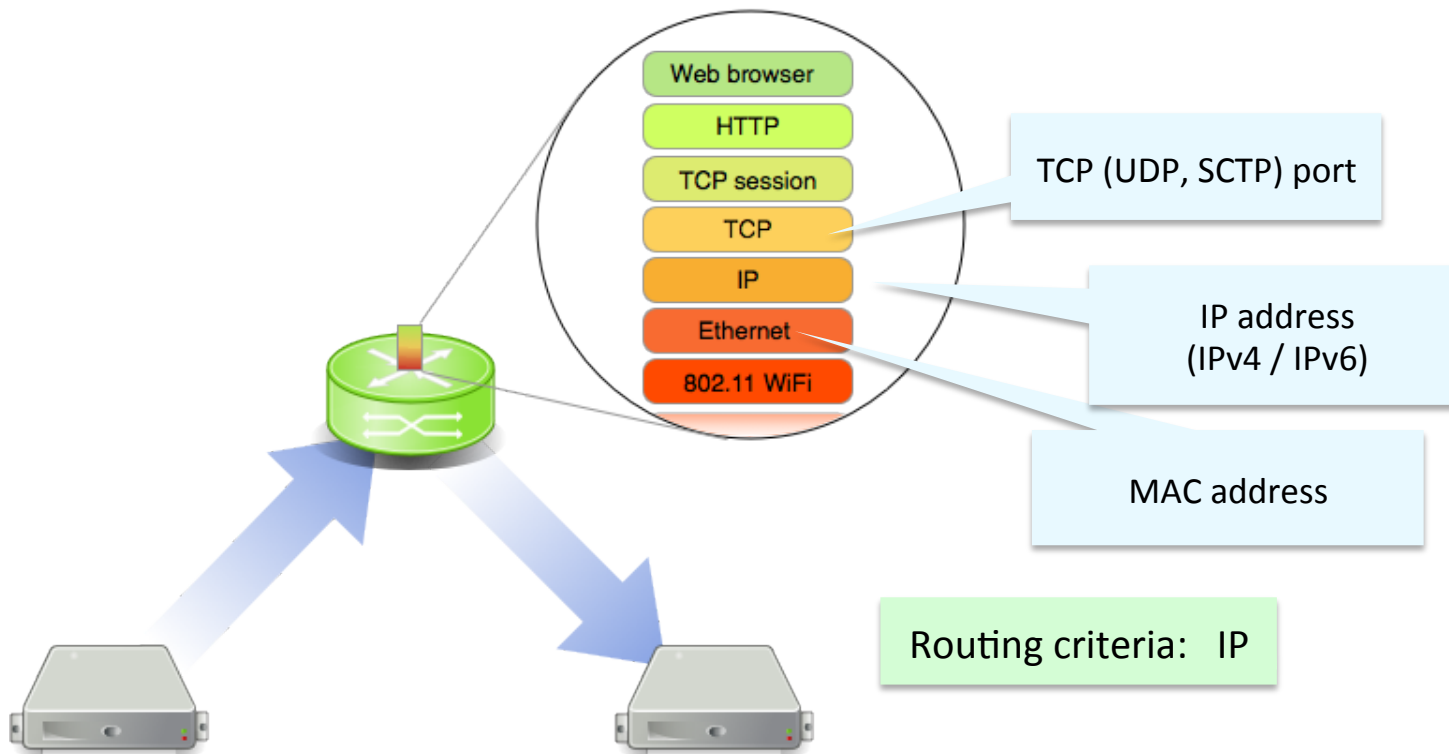 Web browser
HTTP
TCP session
TCP
IP
Ethernet
802.11 WiFi
TCP (UDP, SCTP) port
IP address
(IPv4 / IPv6)
MAC address
Routing criteria: IP